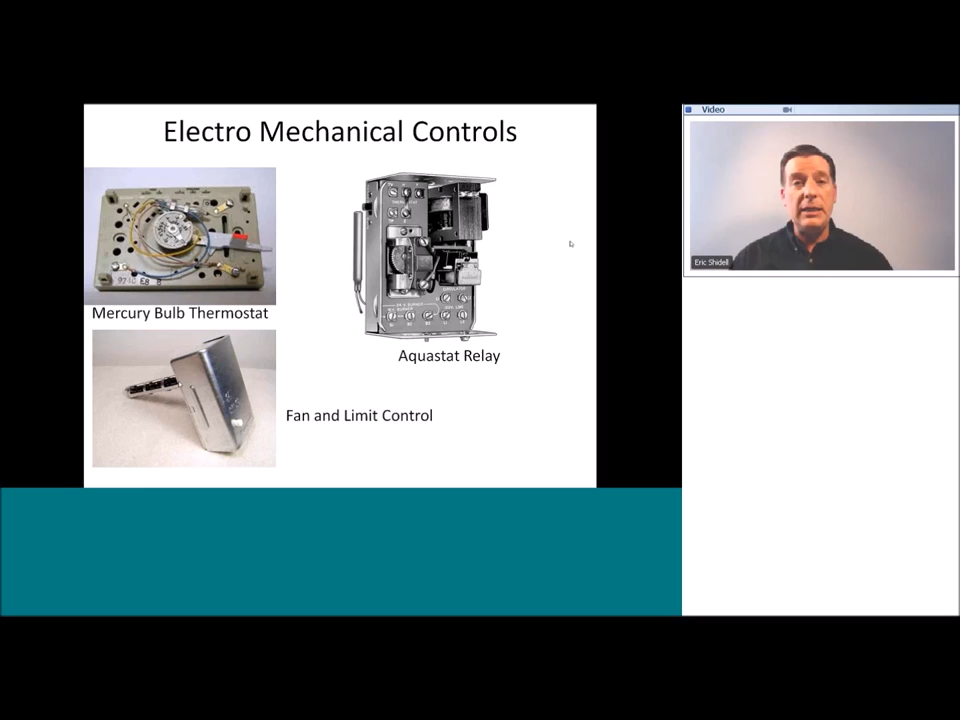 Electro Mechanical Controls
Mercury Bulb Thermostat
Aquastat Relay
Fan and Limit Control
Video
Eric Shidell